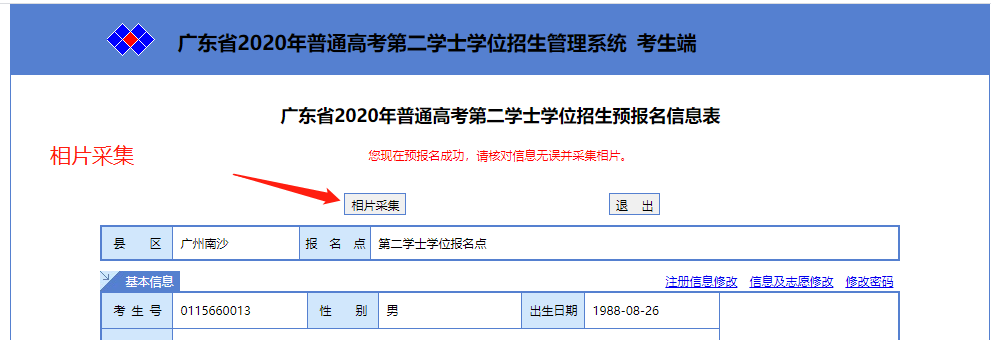 广东省2020年普通高考第二学士学位招生管理系统 考生端
广东省2020年普通高考第二学士学位招生预报名信息表
相片采集
您现在预报名成功，请核对信息无误并采集相片。
相片采集 退 出
县 区 广州南沙 报 名 点 第二学士学位报名点
基本信息 注册信息修改 信息及志愿修改 修改密码
考 生 号 0115660013 性 别 男 出生日期 1988-08-26